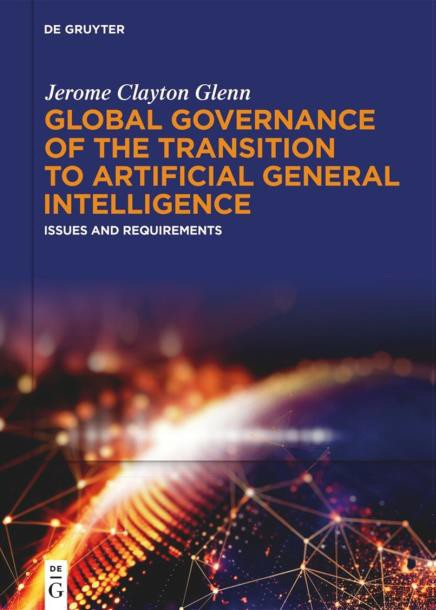 DE GRUYTER
Jerome Clayton Glenn
GLOBAL GOVERNANCE
OF THE TRANSITION
TO ARTIFICIAL GENERAL
INTELLIGENCE
ISSUES AND REQUIREMENTS
DE
G